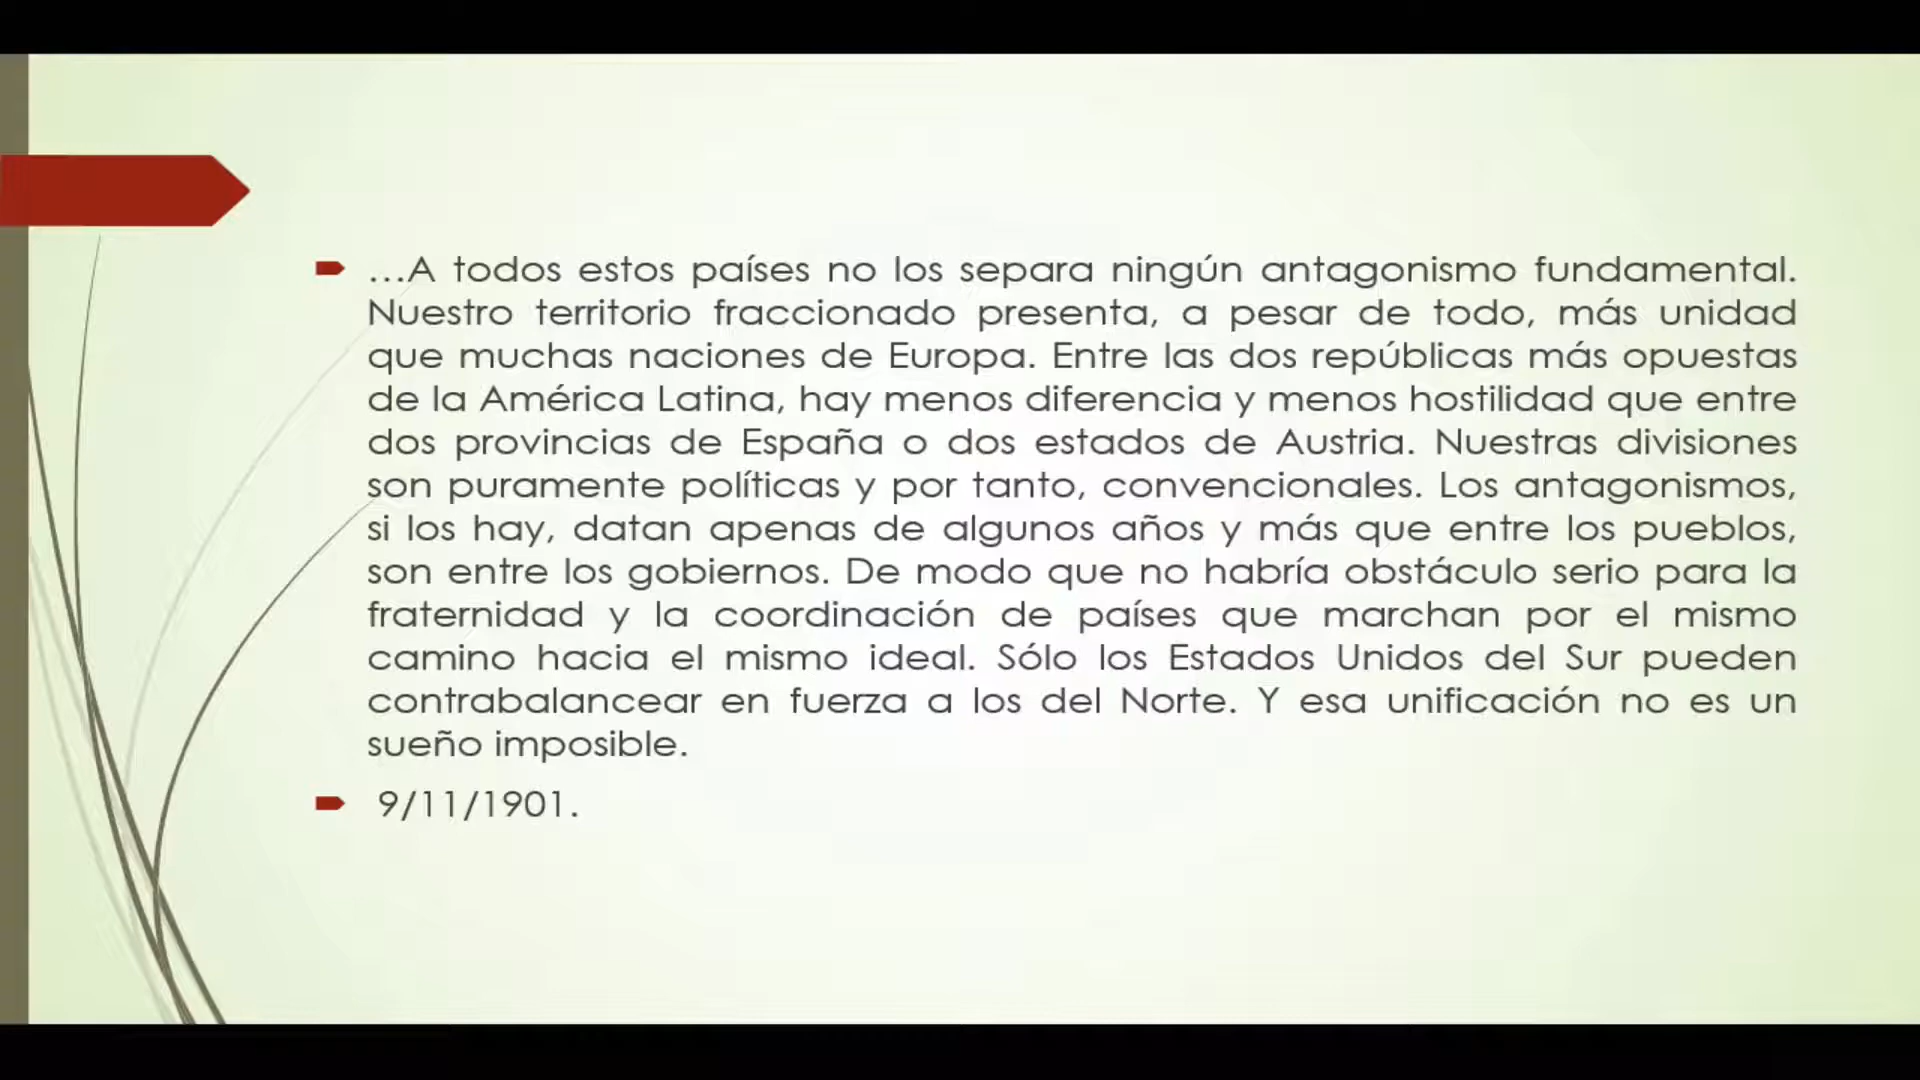 …A todos estos países no los separa ningún antagonismo fundamental.
Nuestro territorio fraccionado presenta, a pesar de todo, más unidad
que muchas naciones de Europa. Entre las dos repúblicas más opuestas
de la América Latina, hay menos diferencia y menos hostilidad que entre
dos provincias de España o dos estados de Austria. Nuestras divisiones
son puramente políticas y por tanto, convencionales. Los antagonismos,
si los hay, datan apenas de algunos años y más que entre los pueblos,
son entre los gobiernos. De modo que no habría obstáculo serio para la
fraternidad y la coordinación de países que marchan por el mismo
camino hacia el mismo ideal. Sólo los Estados Unidos del Sur pueden
contrabalancear en fuerza a los del Norte. Y esa unificación no es un
sueño imposible.
9/11/1901.